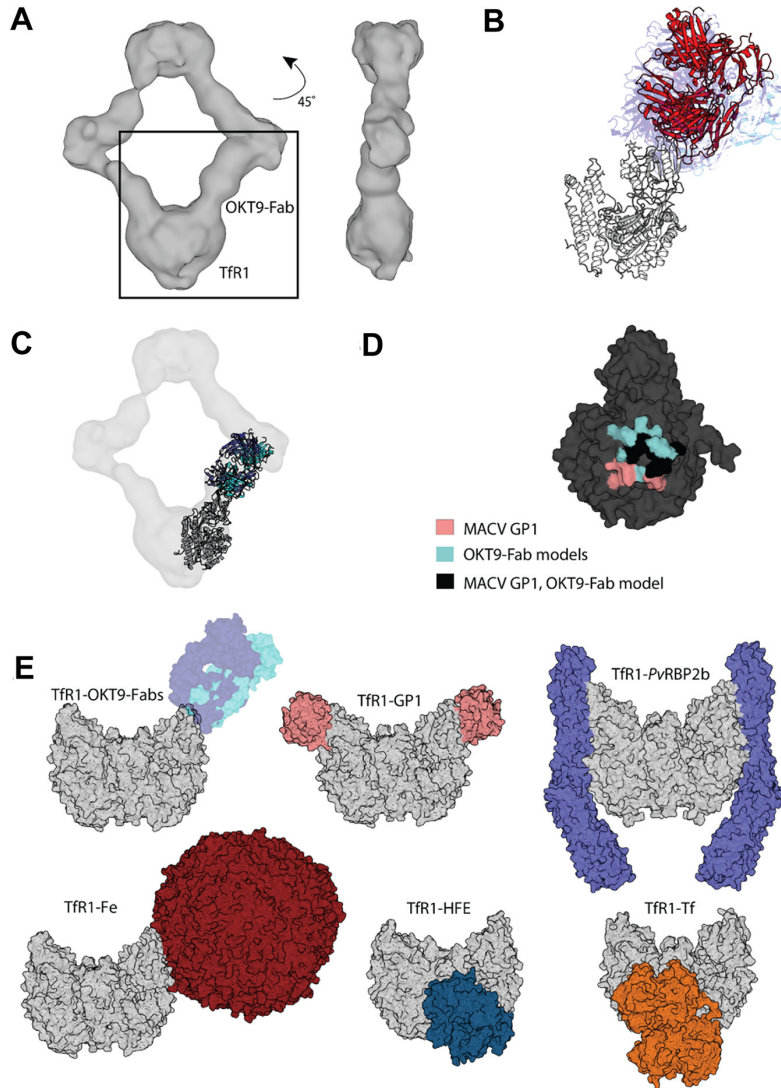 A
45°
OKT9-Fab
TfR1
B
C
D
MACV GP1
OKT9-Fab models
MACV GP1, OKT9-Fab model
E
TfR1-OKT9-Fabs
TfR1-GP1
TfR1-PvRBP2b
TfR1-Fe
TfR1-HFE
TfR1-Tf